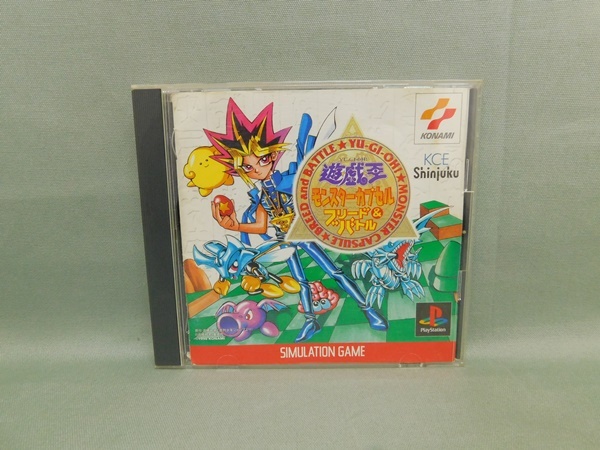 KONAMI
KCE
Shinjuku
BREED and BATTLE★YU-GI-OH!★MONSTER CAPSULE★
遊戯王
モンスターカプセル
ブリード&
バトル
PlayStation
SIMULATION GAME